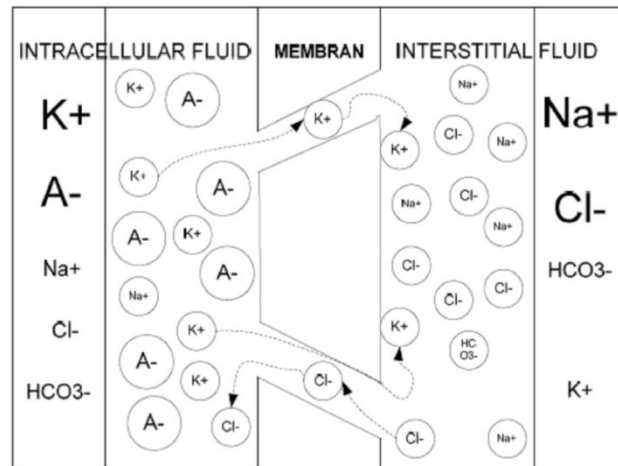 INTRACELLULAR FLUID MEMBRAN INTERSTITIAL FLUID
K+
A-
Na+
Cl-
HCO3-
K+
A-
K+
A-
A-
K+
A-
Na+
K+
A-
K+
A-
Cl-
K+
Cl-
Na+
K+
Cl-
Na+
Na+
Cl-
Na+
Cl-
Cl-
Cl-
K+
HC
O3-
Cl-
Na+
Na+
Cl-
HCO3-
K+